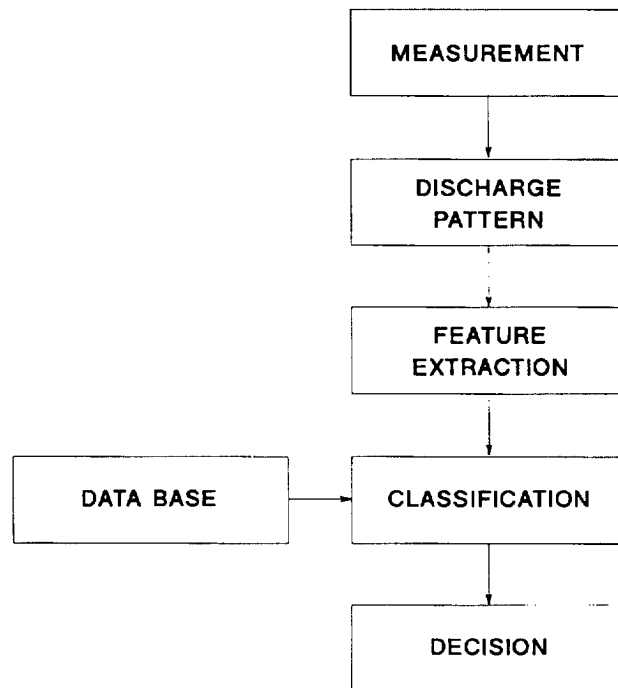 MEASUREMENT
DISCHARGE
PATTERN
FEATURE
EXTRACTION
DATA BASE
CLASSIFICATION
DECISION